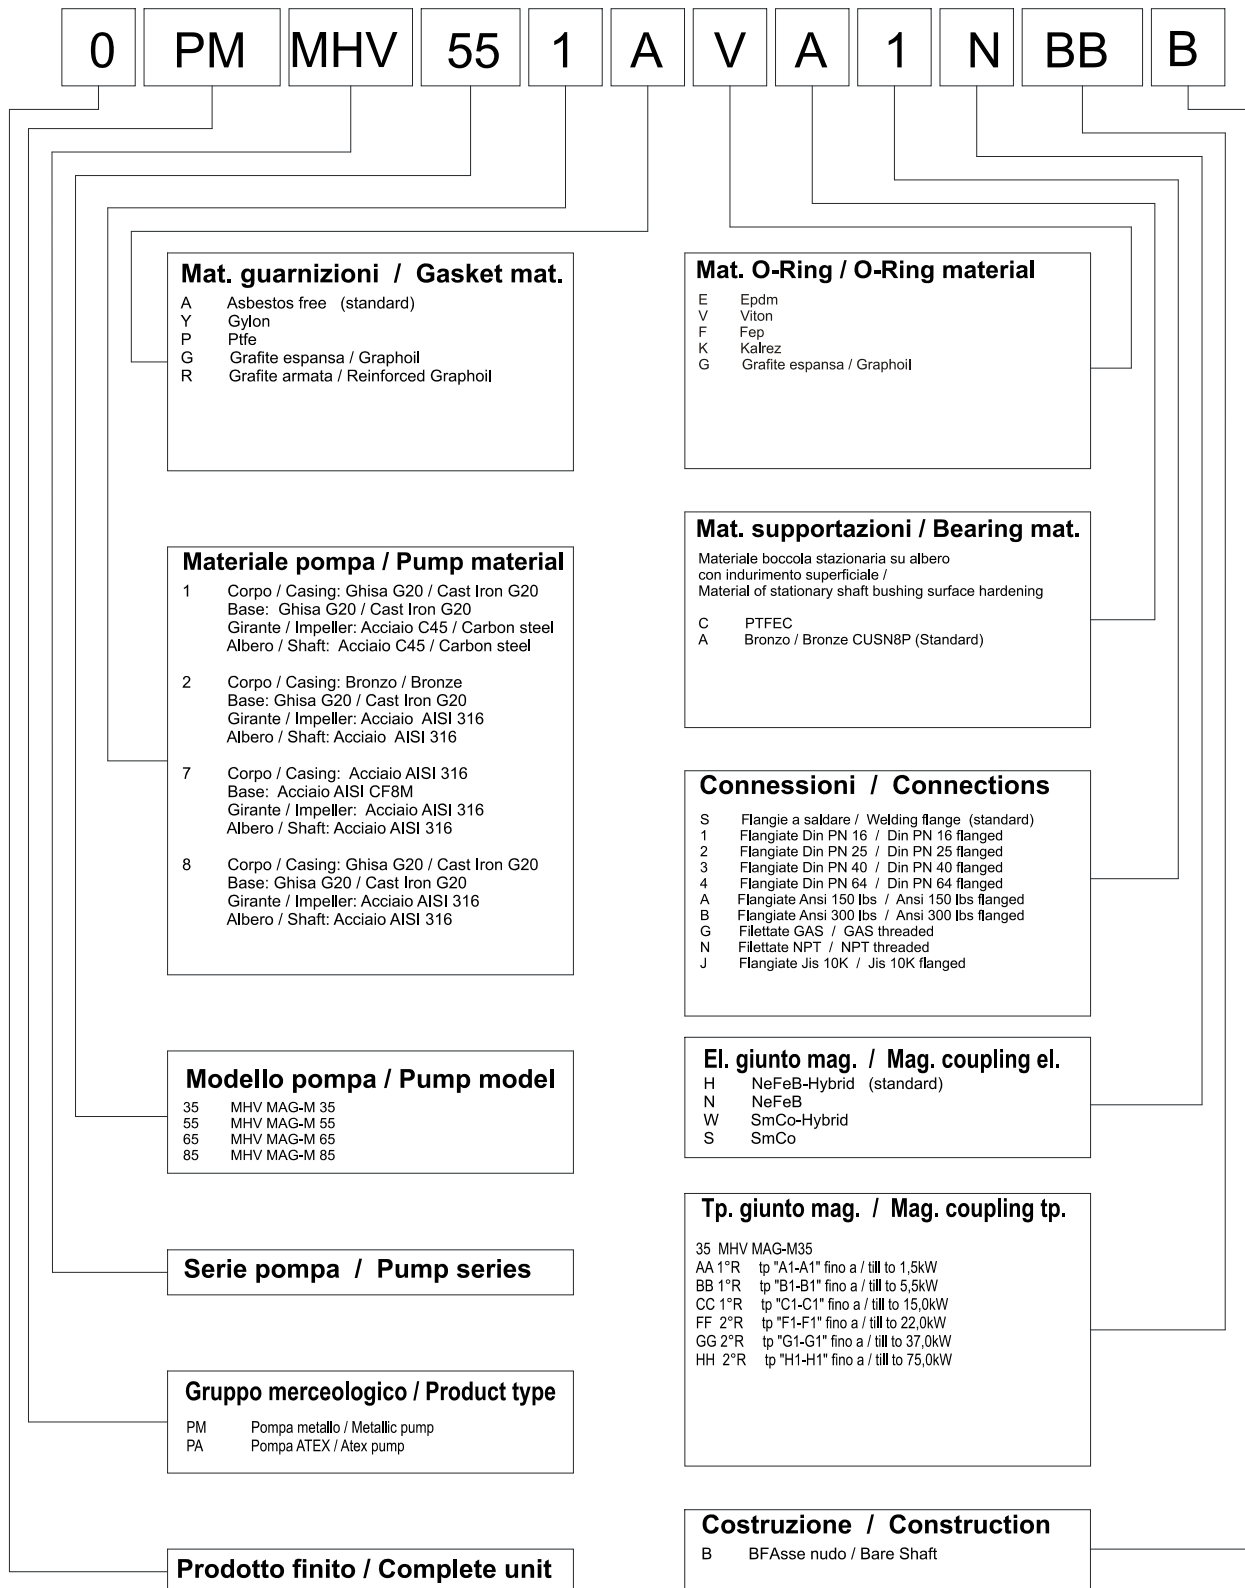 0 PM MHV 55 1 A V A 1 N BB B
Mat. guarnizioni / Gasket mat.
A Asbestos free (standard)
Y Gylon
P Ptfe
G Grafite espansa / Graphoil
R Grafite armata / Reinforced Graphoil
Materiale pompa / Pump material
1 Corpo / Casing: Ghisa G20 / Cast Iron G20
Base: Ghisa G20 / Cast Iron G20
Girante / Impeller: Acciaio C45 / Carbon steel
Albero / Shaft: Acciaio C45 / Carbon steel
2 Corpo / Casing: Bronzo / Bronze
Base: Ghisa G20 / Cast Iron G20
Girante / Impeller: Acciaio AISI 316
Albero / Shaft: Acciaio AISI 316
7 Corpo / Casing: Acciaio AISI 316
Base: Acciaio AISI CF8M
Girante / Impeller: Acciaio AISI 316
Albero / Shaft: Acciaio AISI 316
8 Corpo / Casing: Ghisa G20 / Cast Iron G20
Base: Ghisa G20 / Cast Iron G20
Girante / Impeller: Acciaio AISI 316
Albero / Shaft: Acciaio AISI 316
Modello pompa / Pump model
35 MHV MAG-M 35
55 MHV MAG-M 55
65 MHV MAG-M 65
85 MHV MAG-M 85
Serie pompa / Pump series
Gruppo merceologico / Product type
PM Pompa metallo / Metallic pump
PA Pompa ATEX / Atex pump
Prodotto finito / Complete unit
Mat. O-Ring / O-Ring material
E Epdm
V Viton
F Fep
K Kalrez
G Grafite espansa / Graphoil
Mat. supportazioni / Bearing mat.
Materiale boccola stazionaria su albero
con indurimento superficiale /
Material of stationary shaft bushing surface hardening
C PTFEC
A Bronzo / Bronze CUSN8P (Standard)
Connessioni / Connections
S Flangie a saldare / Welding flange (standard)
1 Flangiate Din PN 16 / Din PN 16 flanged
2 Flangiate Din PN 25 / Din PN 25 flanged
3 Flangiate Din PN 40 / Din PN 40 flanged
4 Flangiate Din PN 64 / Din PN 64 flanged
A Flangiate Ansi 150 lbs / Ansi 150 lbs flanged
B Flangiate Ansi 300 lbs / Ansi 300 lbs flanged
G Filettate GAS / GAS threaded
N Filettate NPT / NPT threaded
J Flangiate Jis 10K / Jis 10K flanged
El. giunto mag. / Mag. coupling el.
H NeFeB-Hybrid (standard)
N NeFeB
W SmCo-Hybrid
S SmCo
Tp. giunto mag. / Mag. coupling tp.
35 MHV MAG-M35
AA 1°R tp "A1-A1" fino a / till to 1,5kW
BB 1°R tp "B1-B1" fino a / till to 5,5kW
CC 1°R tp "C1-C1" fino a / till to 15,0kW
FF 2°R tp "F1-F1" fino a / till to 22,0kW
GG 2°R tp "G1-G1" fino a / till to 37,0kW
HH 2°R tp "H1-H1" fino a / till to 75,0kW
Costruzione / Construction
B BFAsse nudo / Bare Shaft